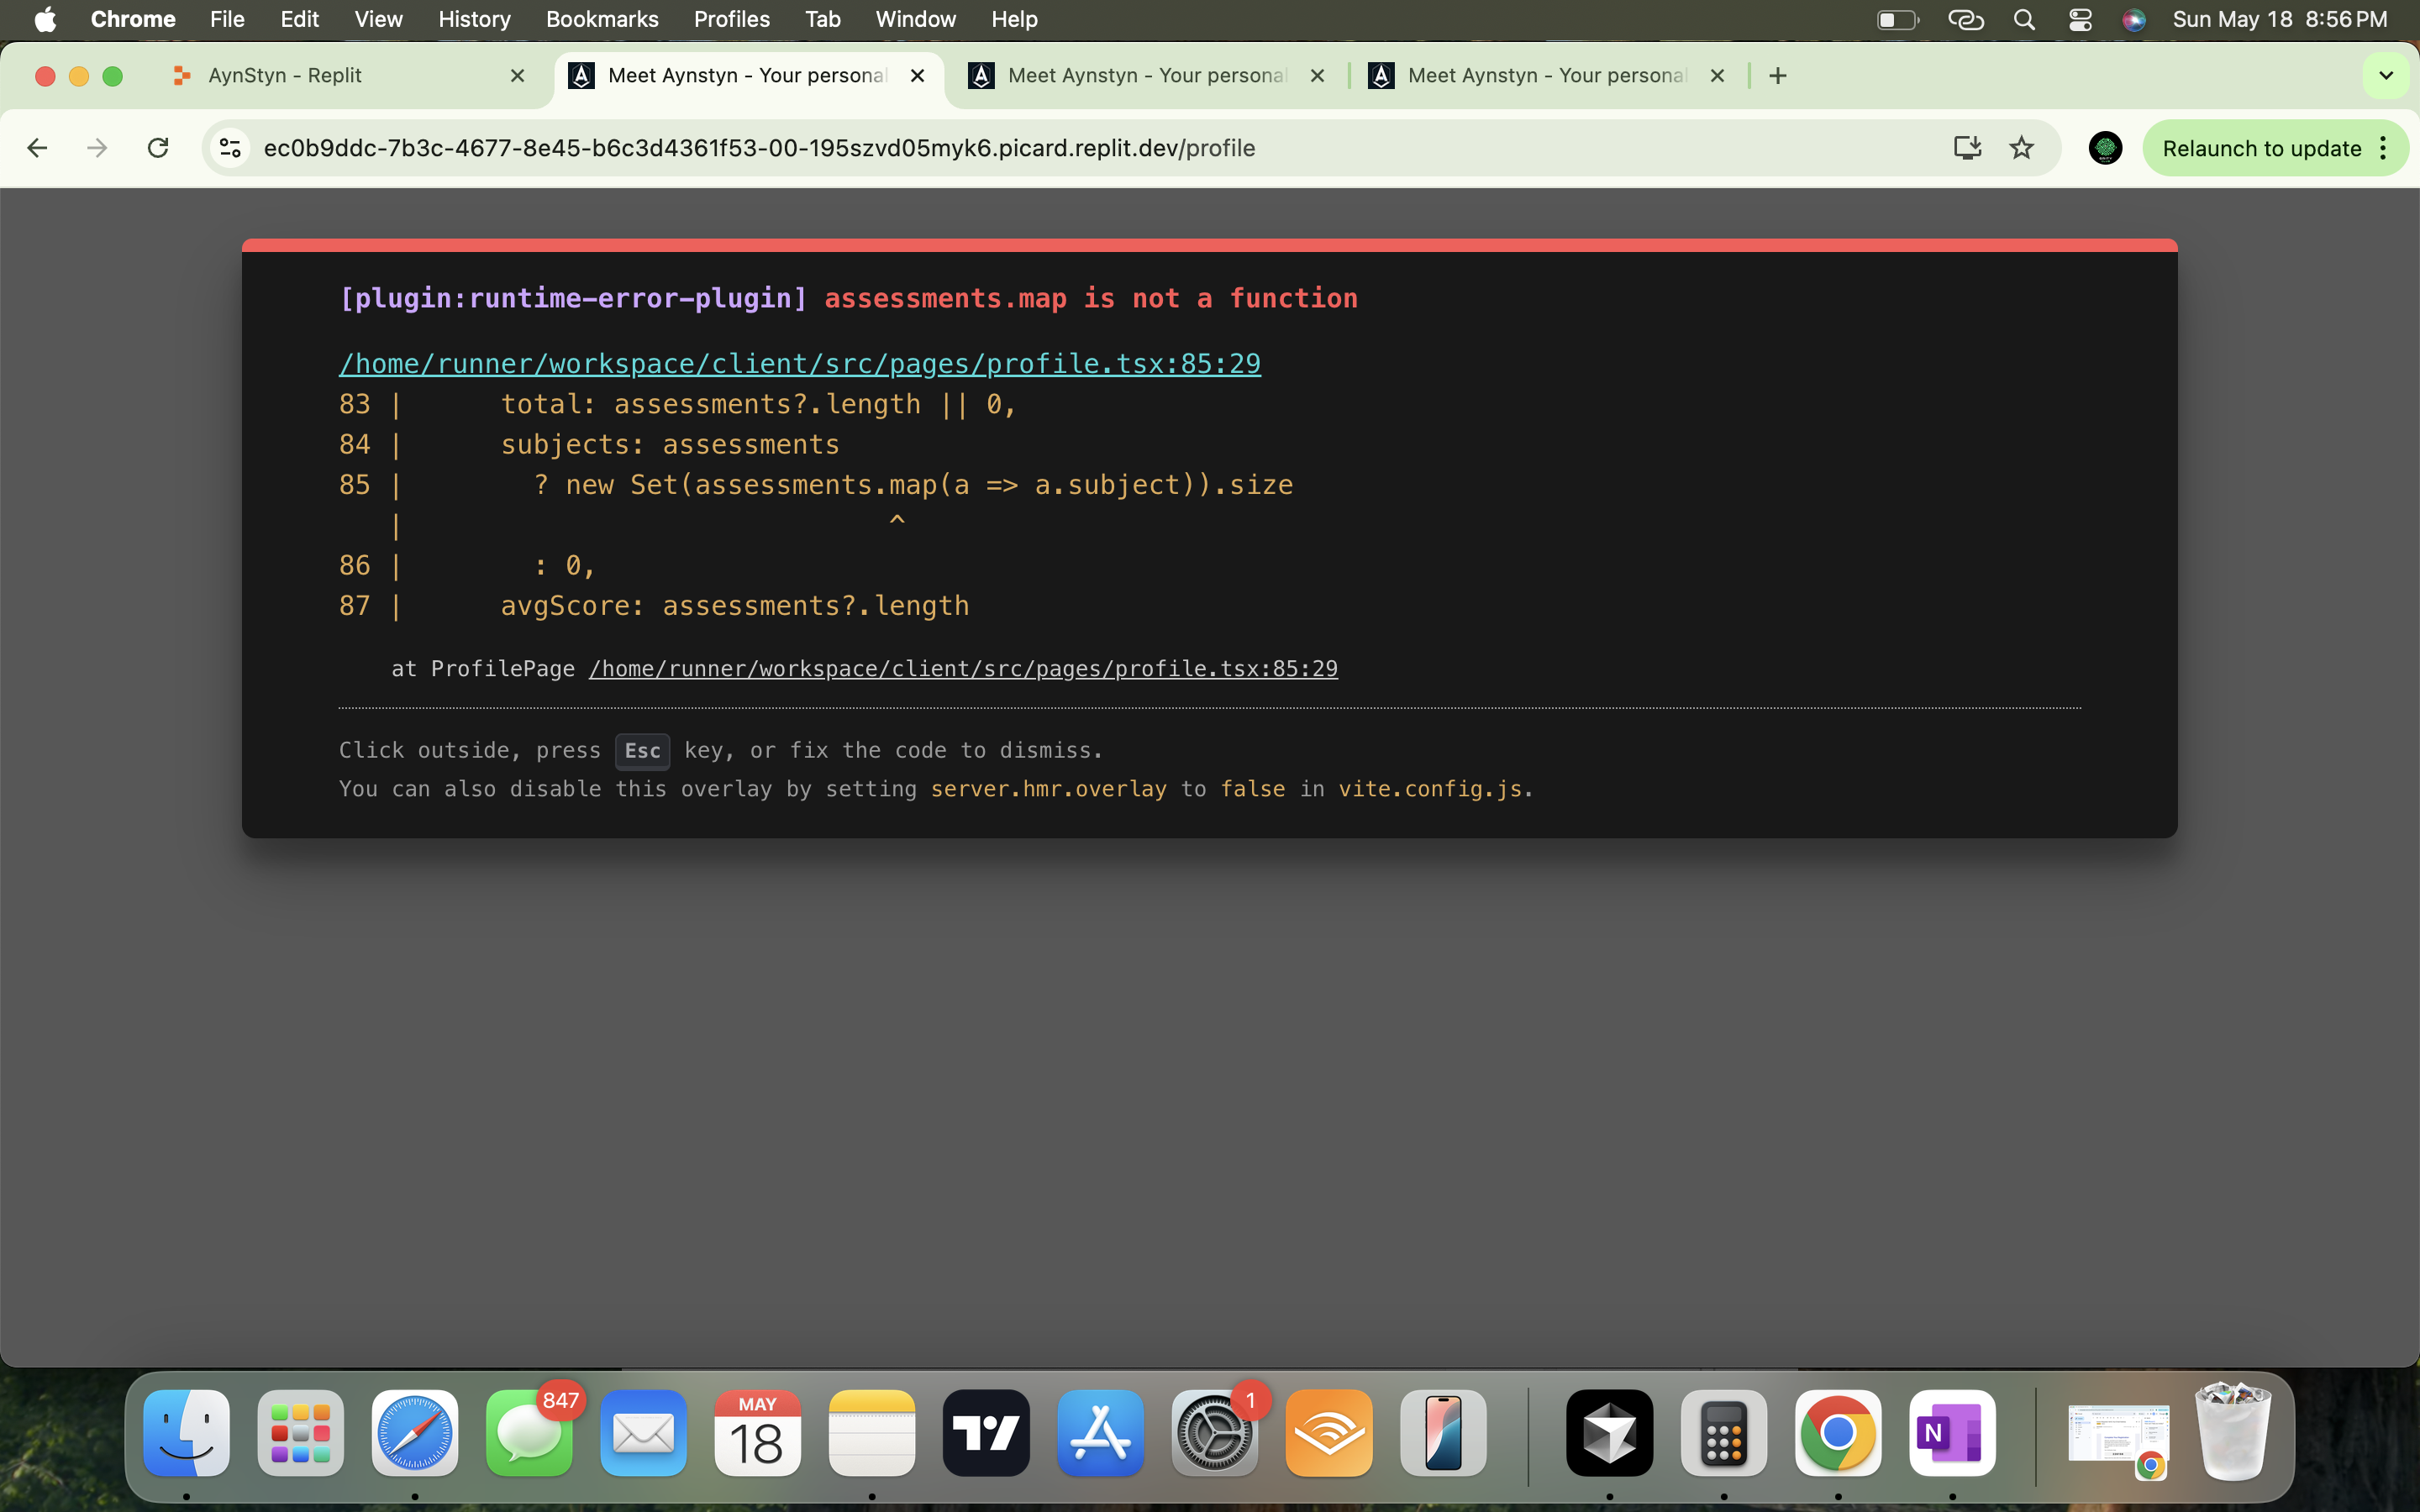 Chrome File Edit View History Bookmarks Profiles Tab Window Help Sun May 18 8:56 PM
AynStyn - Replit Meet Aynstyn - Your personal Meet Aynstyn - Your personal Meet Aynstyn - Your personal
ec0b9ddc-7b3c-4677-8e45-b6c3d4361f53-00-195szvd05myk6.picard.replit.dev/profile Relaunch to update
[plugin:runtime-error-plugin] assessments.map is not a function
/home/runner/workspace/client/src/pages/profile.tsx:85:29
83 | total: assessments?.length || 0,
84 | subjects: assessments
85 | ? new Set(assessments.map(a => a.subject)).size
| ^
86 | : 0,
87 | avgScore: assessments?.length
at ProfilePage /home/runner/workspace/client/src/pages/profile.tsx:85:29
Click outside, press Esc key, or fix the code to dismiss.
You can also disable this overlay by setting server.hmr.overlay to false in vite.config.js.
847 MAY 18 1 N